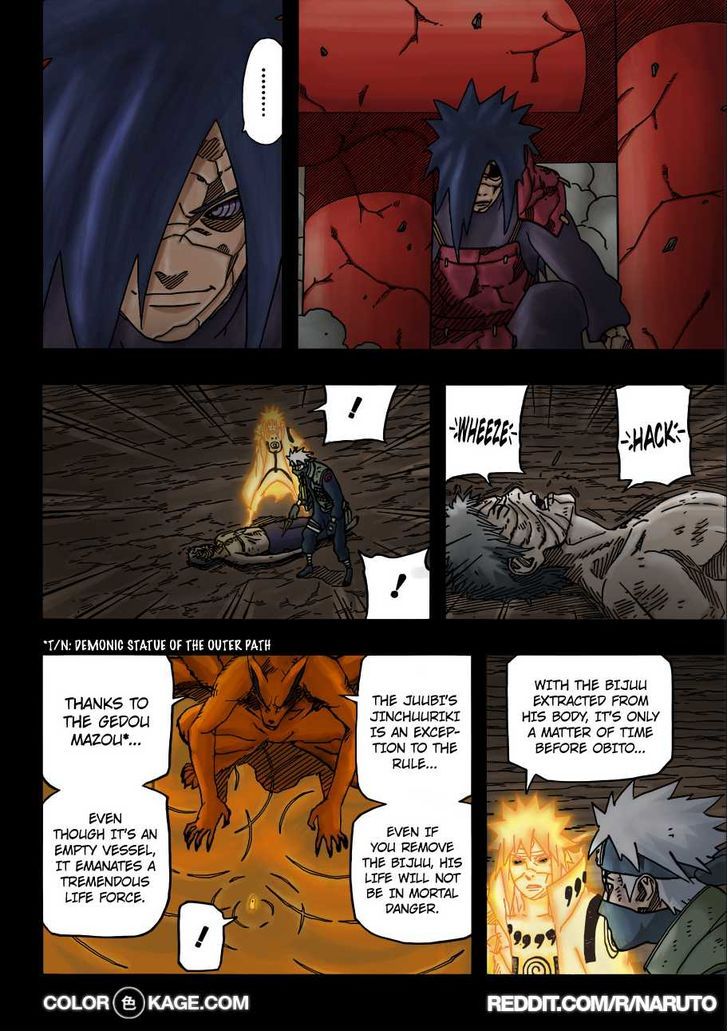 .........
HACK
WHEEZE
!
!
*T/N: DEMONIC STATUE OF THE OUTER PATH
WITH THE BIJUU
EXTRACTED FROM
HIS BODY, IT'S ONLY
A MATTER OF TIME
BEFORE OBITO...
THE JUUBI'S
JINCHUURIKI
IS AN EXCEP-
TION TO THE
RULE...
EVEN IF
YOU REMOVE
THE BIJUU, HIS
LIFE WILL NOT
BE IN MORTAL
DANGER.
THANKS TO
THE GEDOU
MAZOU*...
EVEN
THOUGH IT'S AN
EMPTY VESSEL,
IT EMANATES A
TREMENDOUS
LIFE FORCE.
!
COLOR 色 KAGE.COM
REDDIT.COM/R/NARUTO